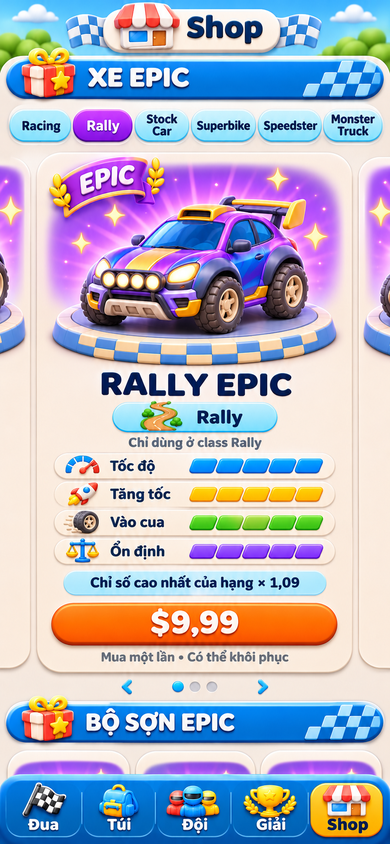 Shop
XE EPIC
Racing
Rally
Stock
Car
Superbike
Speedster
Monster
Truck
EPIC
RALLY EPIC
Rally
Chỉ dùng ở class Rally
Tốc độ
Tăng tốc
Vào cua
Ổn định
Chỉ số cao nhất của hạng × 1,09
$9,99
Mua một lần • Có thể khôi phục
BỘ SỢN EPIC
Đua
Túi
Đội
Giải
Shop